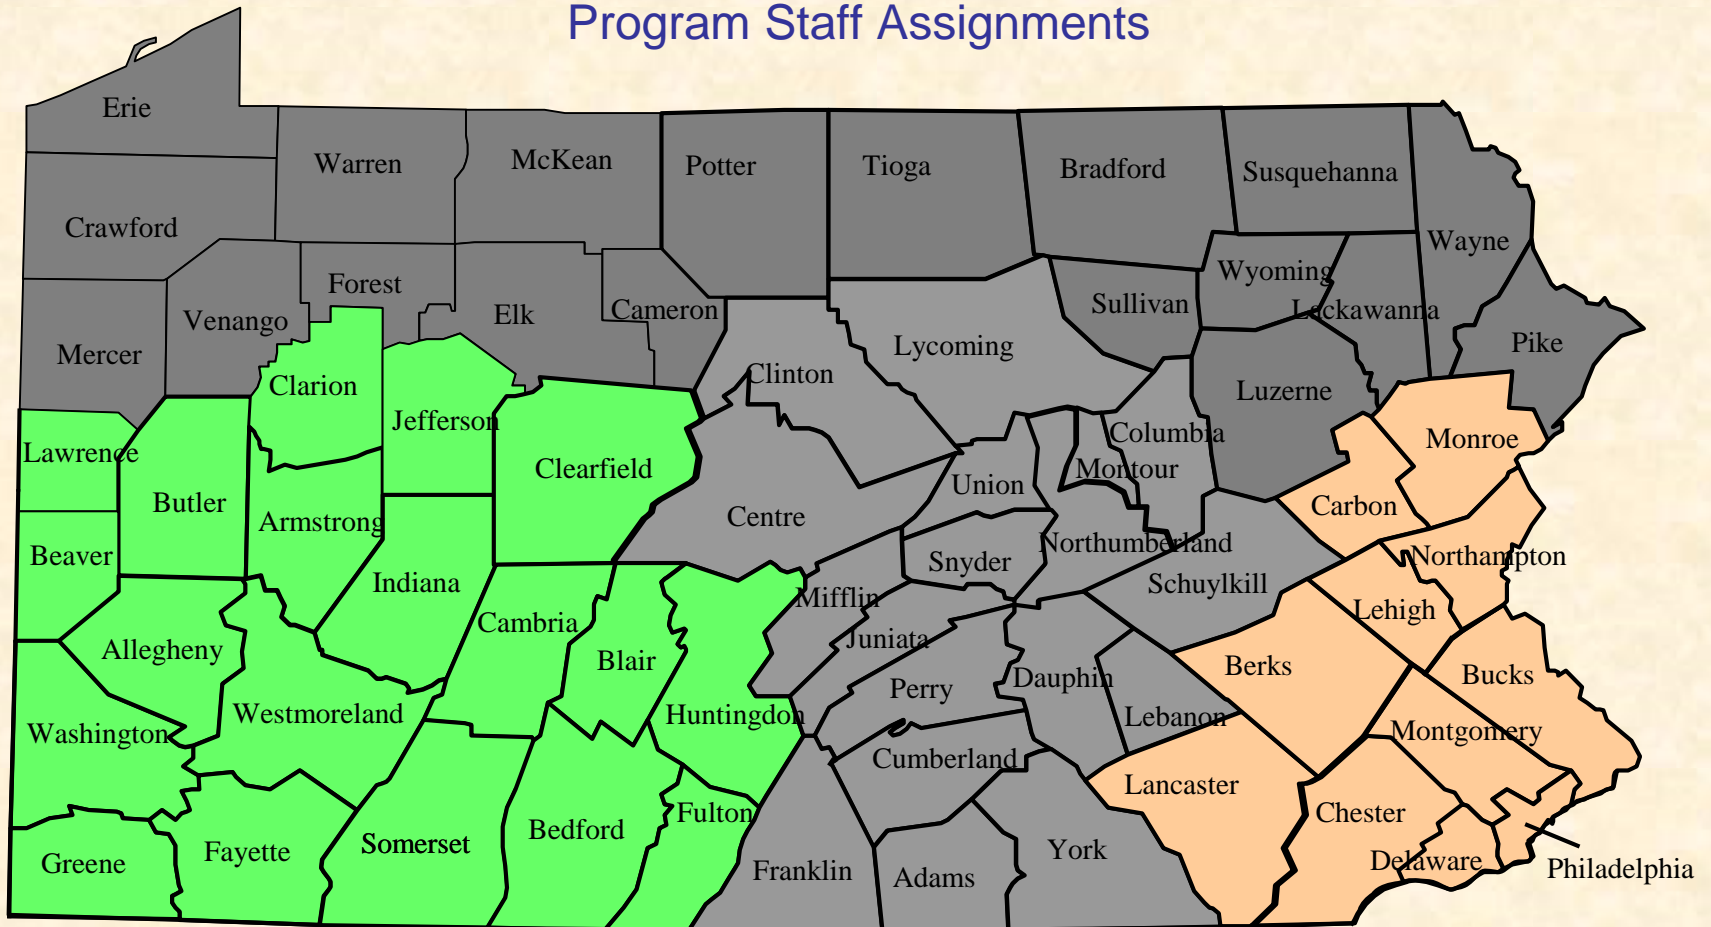 Program Staff Assignments
Erie
Warren
McKean
Potter
Tioga
Bradford
Susquehanna
Crawford
Wayne
Forest
Venango
Elk
Cameron
Sullivan
Wyoming
Lackawanna
Mercer
Clarion
Clinton
Lycoming
Luzerne
Pike
Lawrence
Jefferson
Clearfield
Columbia
Monroe
Butler
Armstrong
Centre
Union
Montour
Carbon
Beaver
Indiana
Snyder
Northumberland
Schuylkill
Northampton
Allegheny
Cambria
Blair
Mifflin
Juniata
Lehigh
Washington
Westmoreland
Huntingdon
Perry
Dauphin
Lebanon
Berks
Bucks
Montgomery
Cumberland
Lancaster
Greene
Fayette
Somerset
Bedford
Fulton
Franklin
Adams
York
Chester
Delaware
Philadelphia